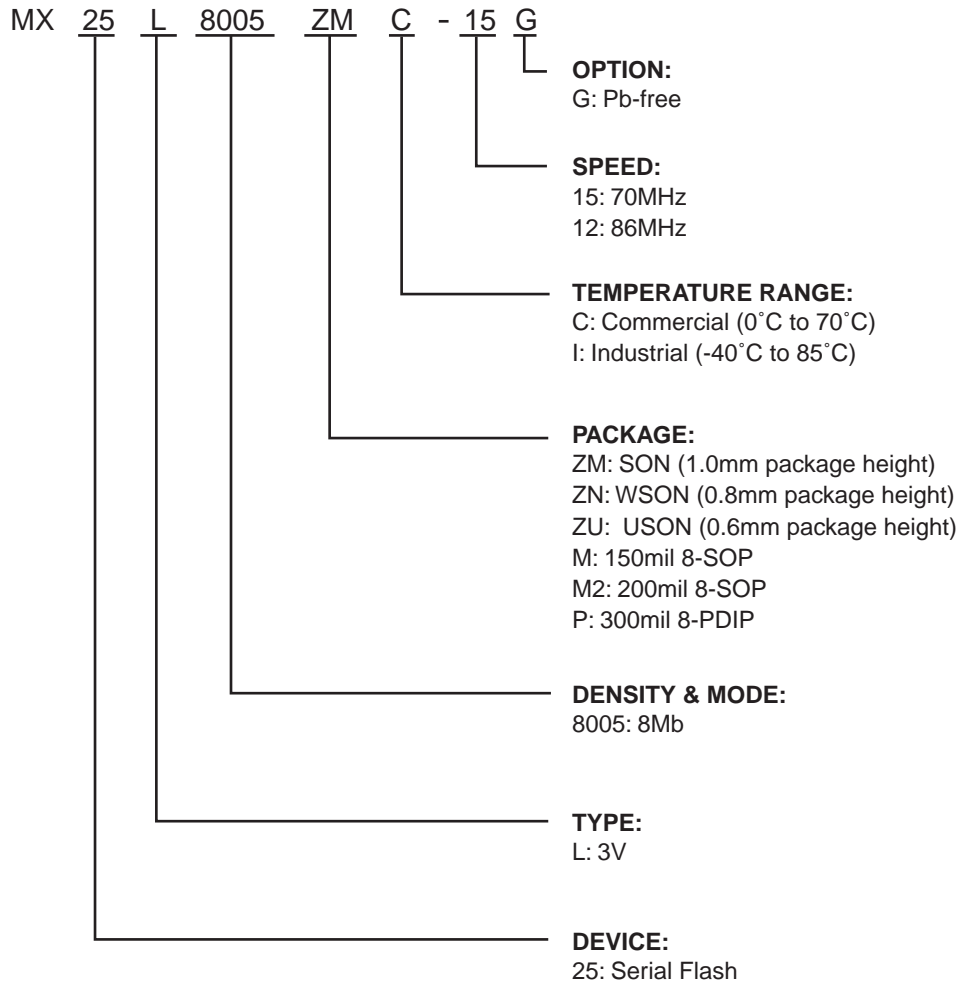 MX 25 L 8005 ZM C - 15 G
OPTION:
G: Pb-free
SPEED:
15: 70MHz
12: 86MHz
TEMPERATURE RANGE:
C: Commercial (0˚C to 70˚C)
I: Industrial (-40˚C to 85˚C)
PACKAGE:
ZM: SON (1.0mm package height)
ZN: WSON (0.8mm package height)
ZU: USON (0.6mm package height)
M: 150mil 8-SOP
M2: 200mil 8-SOP
P: 300mil 8-PDIP
DENSITY & MODE:
8005: 8Mb
TYPE:
L: 3V
DEVICE:
25: Serial Flash